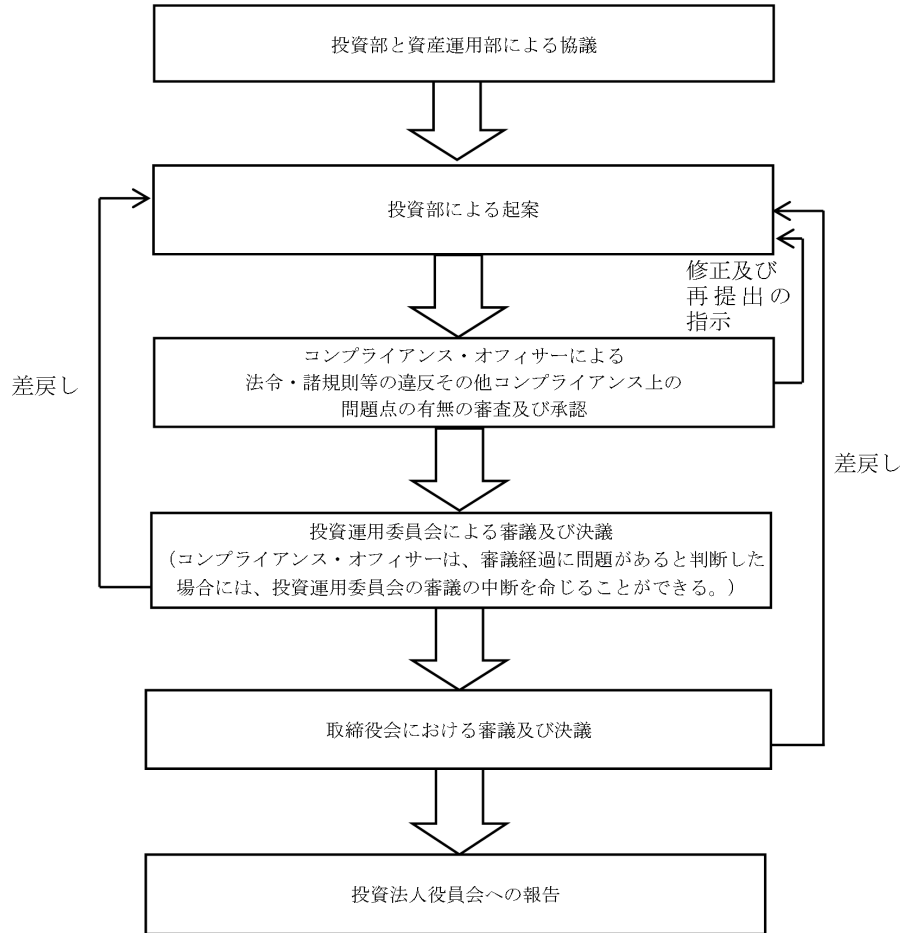 投資部と資産運用部による協議
投資部による起案
修正及び
再提出の
指示
コンプライアンス・オフィサーによる
法令・諸規則等の違反その他コンプライアンス上の
問題点の有無の審査及び承認
差戻し
差戻し
投資運用委員会による審議及び決議
（コンプライアンス・オフィサーは、審議経過に問題があると判断した
場合には、投資運用委員会の審議の中断を命じることができる。）
取締役会における審議及び決議
投資法人役員会への報告